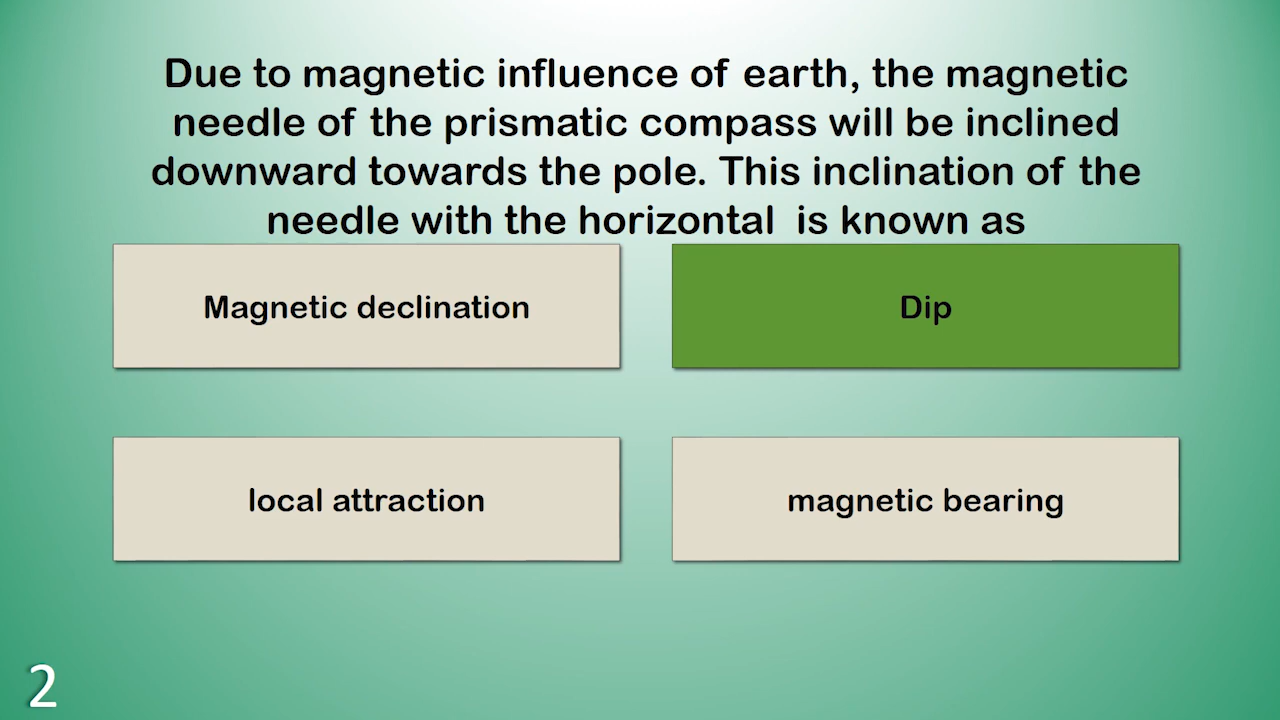 Due to magnetic influence of earth, the magnetic
needle of the prismatic compass will be inclined
downward towards the pole. This inclination of the
needle with the horizontal is known as
Magnetic declination
Dip
local attraction
magnetic bearing
2